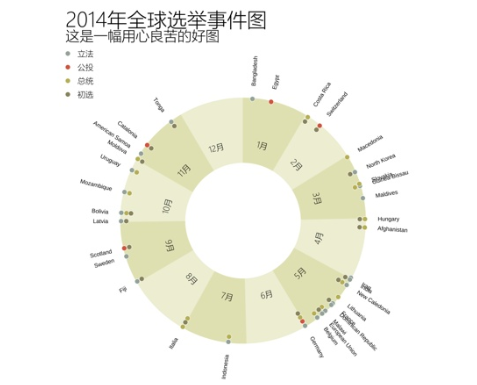 2014年全球选举事件图
这是一幅用心良苦的好图
立法
公投
总统
初选
1月
2月
3月
4月
5月
6月
7月
8月
9月
10月
11月
12月
Bangladesh
Egypt
Costa Rica
Switzerland
Macedonia
North Korea
Slovakia
Guinea Bissau
Maldives
Hungary
Afghanistan
New Caledonia
Lithuania
Dominican Republic
Malawi
European Union
Belgium
Germany
Indonesia
Italia
Fiji
Sweden
Scotland
Latvia
Bolivia
Mozambique
Uruguay
Moldova
American Samoa
Catalonia
Tonga